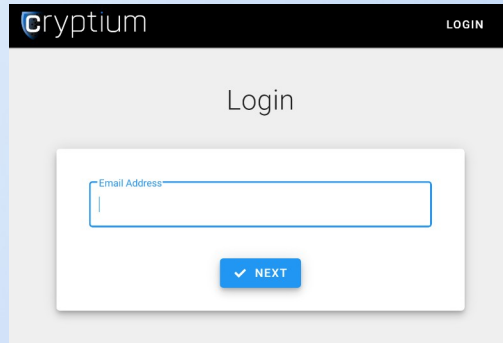 cryptium
LOGIN
Login
Email Address
NEXT